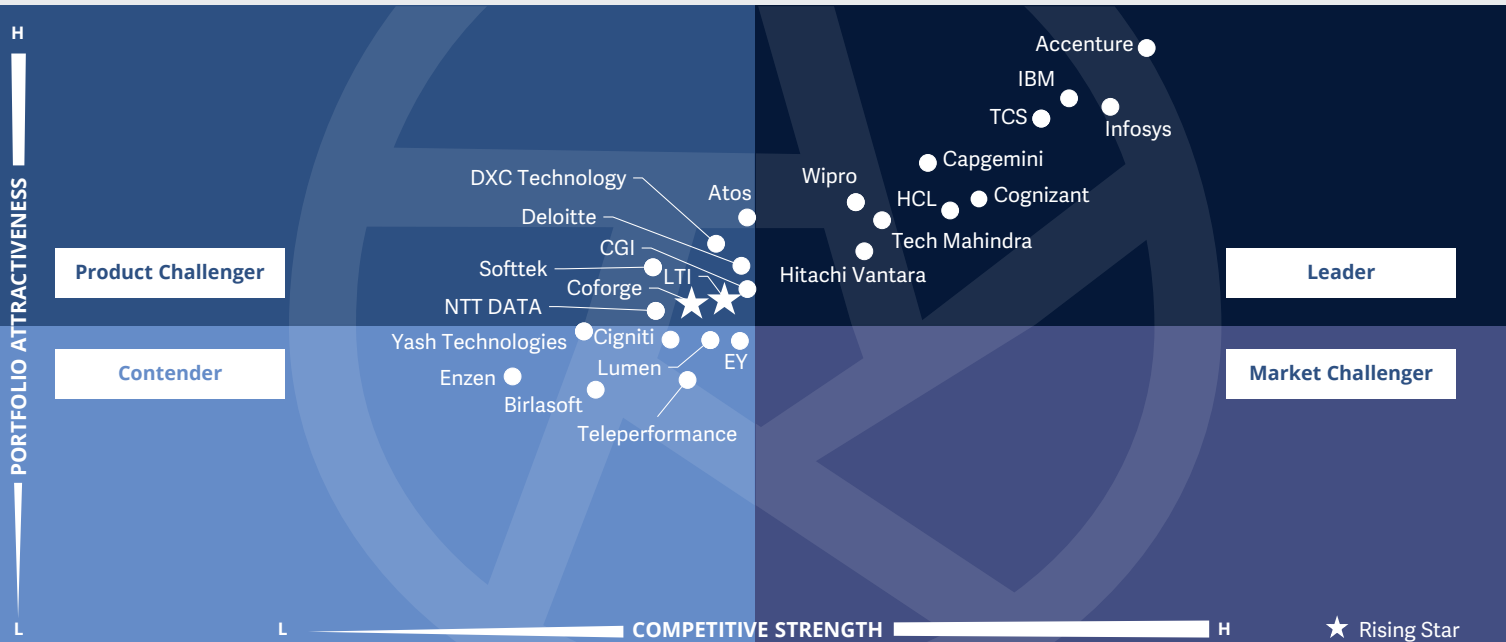 H
Accenture
IBM
TCS
Infosys
Capgemini
Wipro
DXC Technology
Atos
HCL
Cognizant
Deloitte
Tech Mahindra
CGI
Softtek
LTI
Hitachi Vantara
Product Challenger
Leader
Coforge
NTT DATA
Yash Technologies
Cigniti
EY
Lumen
Contender
Market Challenger
Enzen
Birlasoft
Teleperformance
PORTFOLIO ATTRACTIVENESS
L
L
COMPETITIVE STRENGTH
H
Rising Star